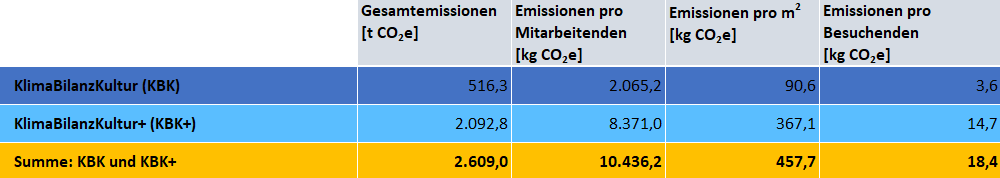 Gesamtemissionen [t CO₂e] Emissionen pro Mitarbeitenden [kg CO₂e] Emissionen pro m² [kg CO₂e] Emissionen pro Besuchenden [kg CO₂e]
KlimaBilanzKultur (KBK) 516,3 2.065,2 90,6 3,6
KlimaBilanzKultur+ (KBK+) 2.092,8 8.371,0 367,1 14,7
Summe: KBK und KBK+ 2.609,0 10.436,2 457,7 18,4